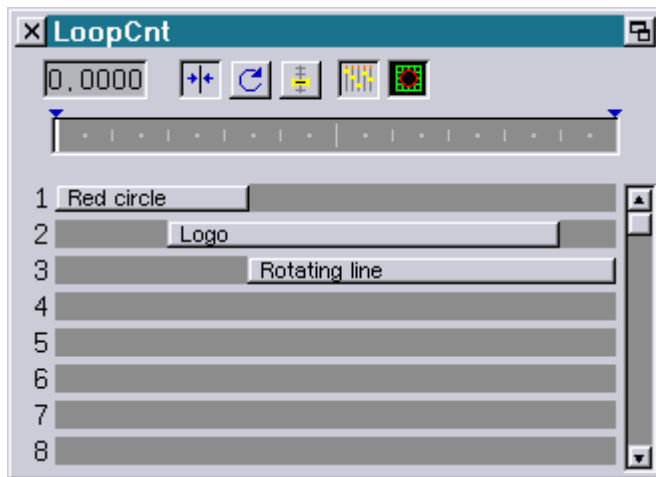 LoopCnt
0.0000
1 Red circle
2 Logo
3 Rotating line
4
5
6
7
8